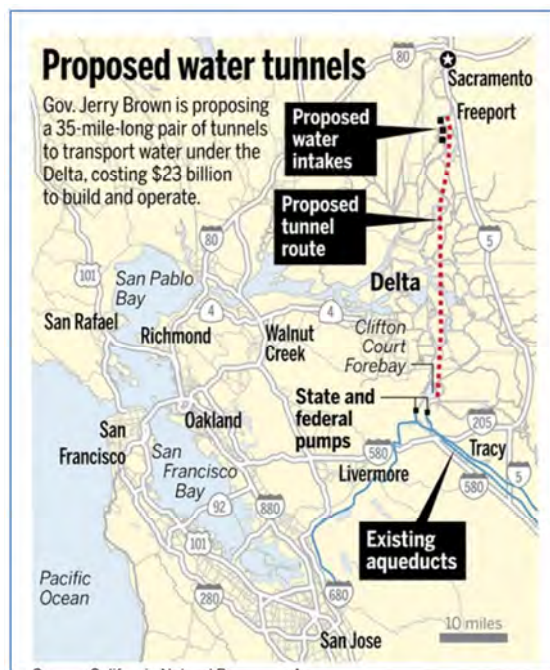 Proposed water tunnels
Gov. Jerry Brown is proposing
a 35-mile-long pair of tunnels
to transport water under the
Delta, costing $23 billion
to build and operate.
80
Sacramento
Freeport
Proposed
water
intakes
Proposed
tunnel
route
80
5
101
San Pablo
Bay
Delta
4
4
San Rafael
Richmond
Walnut
Creek
Clifton
Court
Forebay
State and
federal
pumps
Oakland
San
Francisco
205
580
Tracy
San
Francisco
Bay
Livermore
5
580
92
880
101
Existing
aqueducts
Pacific
Ocean
280
680
10 miles
San Jose